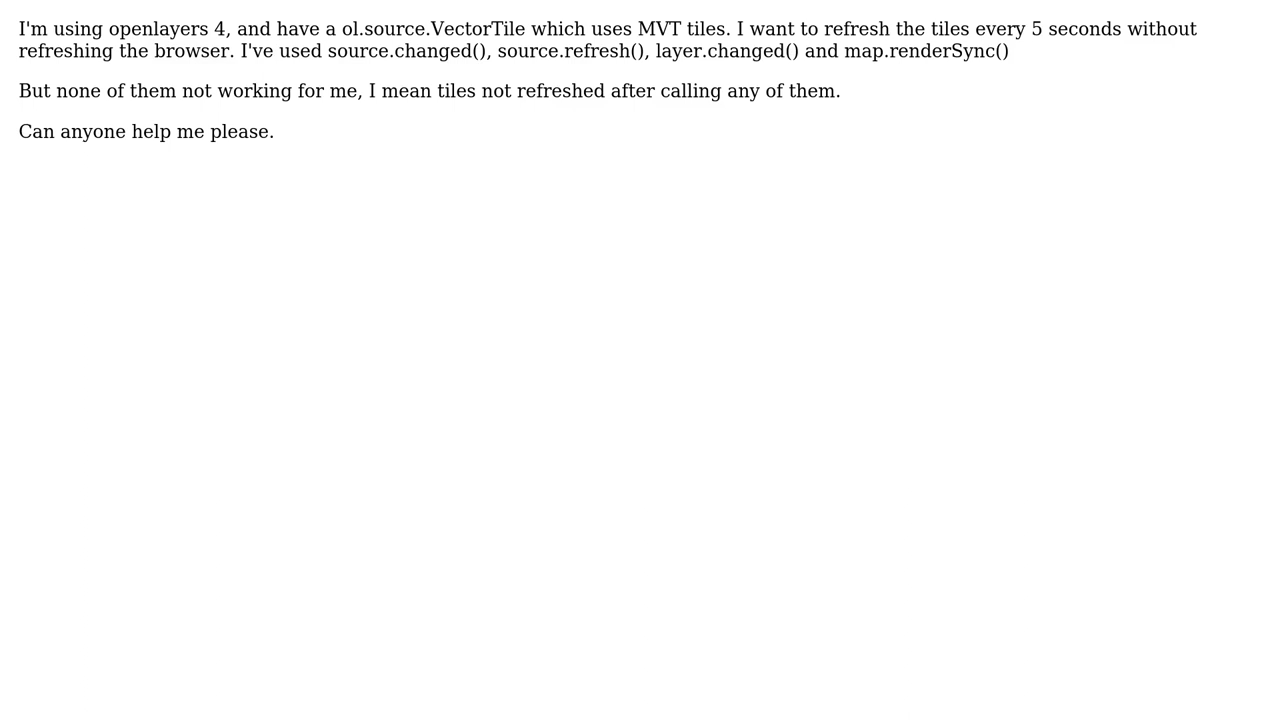 I'm using openlayers 4, and have a ol.source.VectorTile which uses MVT tiles. I want to refresh the tiles every 5 seconds without
refreshing the browser. I've used source.changed(), source.refresh(), layer.changed() and map.renderSync()
But none of them not working for me, I mean tiles not refreshed after calling any of them.
Can anyone help me please.